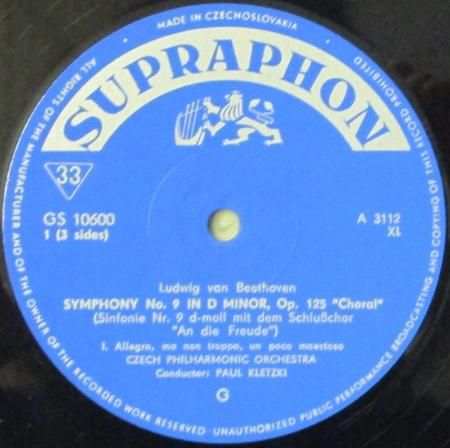 MADE IN CZECHOSLOVAKIA
ALL RIGHTS OF THE MANUFACTURER AND OF THE OWNER OF THE RECORDED WORK RESERVED · UNAUTHORIZED PUBLIC PERFORMANCE BROADCASTING AND COPYING OF THIS RECORD PROHIBITED
SUPRAPHON
33
GS 10600
1 (3 sides)
A 3112
XL
Ludwig van Beethoven
SYMPHONY No. 9 IN D MINOR, Op. 125 "Choral"
(Sinfonie Nr. 9 d-moll mit dem Schlußchor
"An die Freude")
I. Allegro, ma non troppo, un poco maestoso
CZECH PHILHARMONIC ORCHESTRA
Conductor: PAUL KLETZKI
G